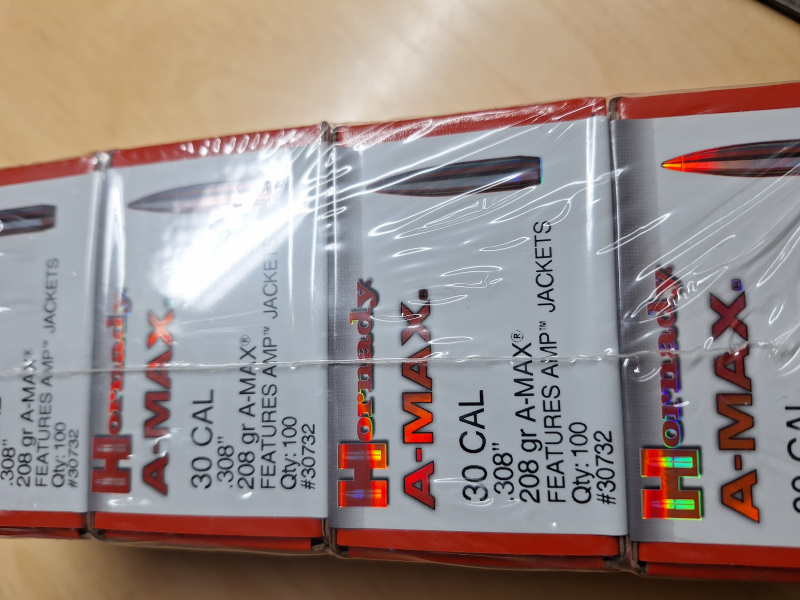 .308"
208 gr A-MAX®
FEATURES AMP™ JACKETS
Qty: 100
#30732
Hornady
A-MAX.
30 CAL
.308"
208 gr A-MAX®
FEATURES AMP™ JACKETS
Qty: 100
#30732
Hornady
A-MAX.
30 CAL
.308"
208 gr A-MAX®
FEATURES AMP™ JACKETS
Qty: 100
#30732
Hornady
A-MAX.